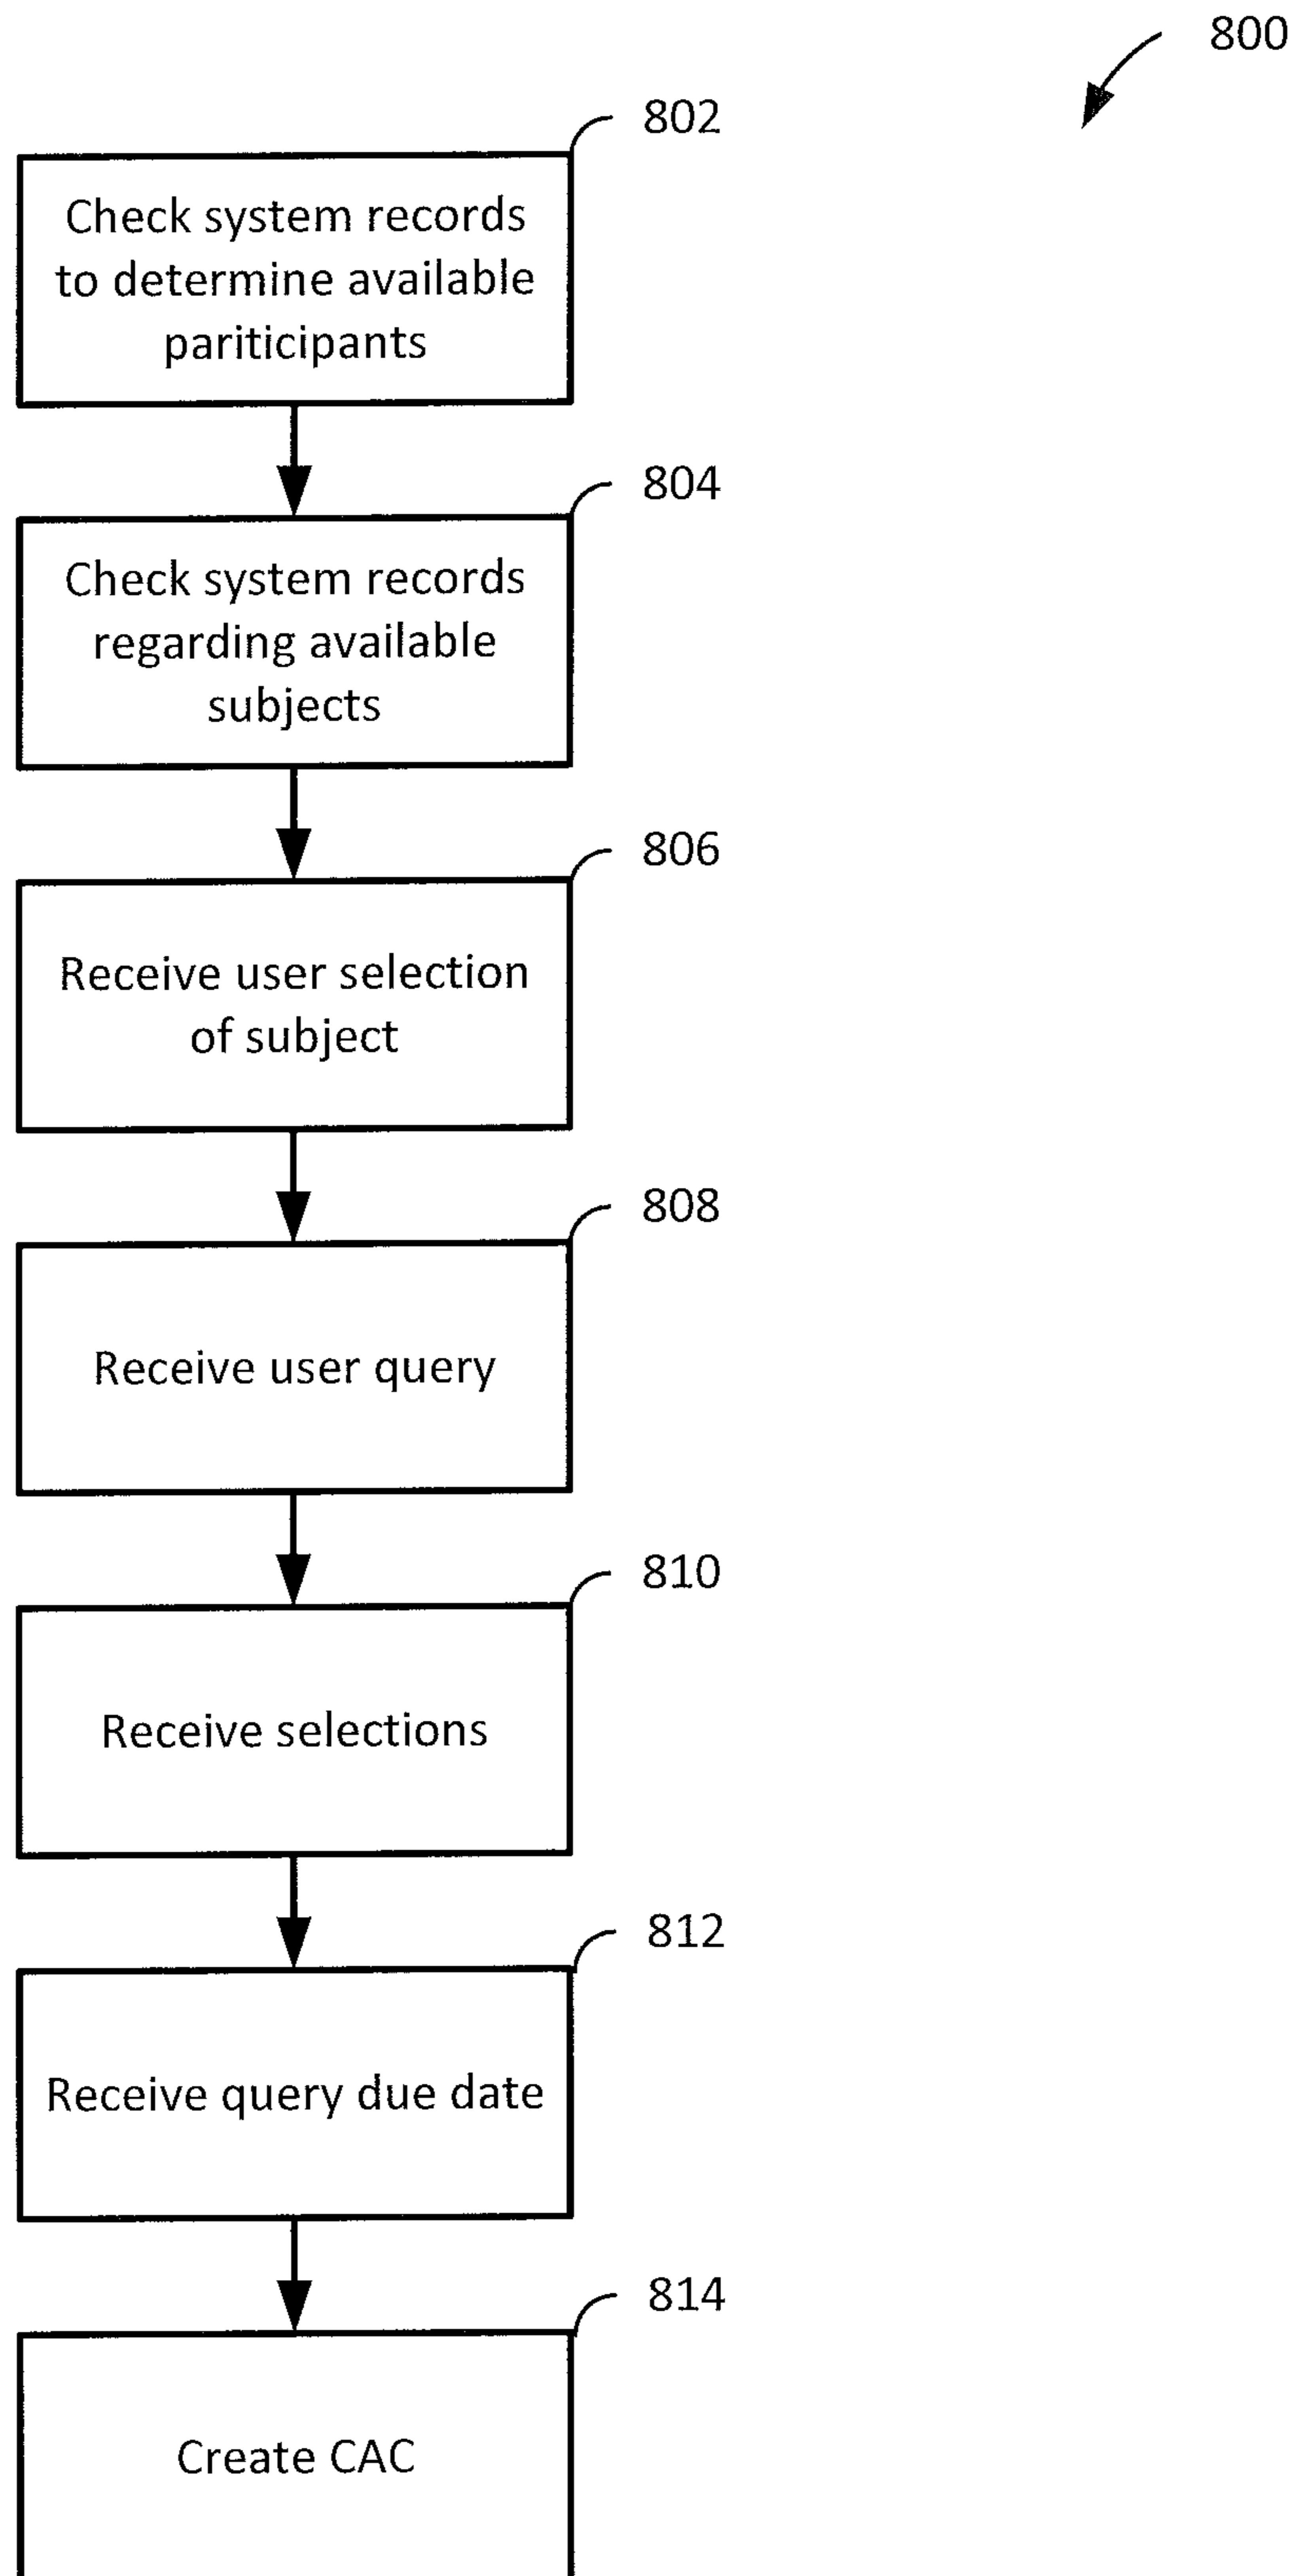 800
802
Check system records
to determine available
pariticipants
804
Check system records
regarding available
subjects
806
Receive user selection
of subject
808
Receive user query
810
Receive selections
812
Receive query due date
814
Create CAC